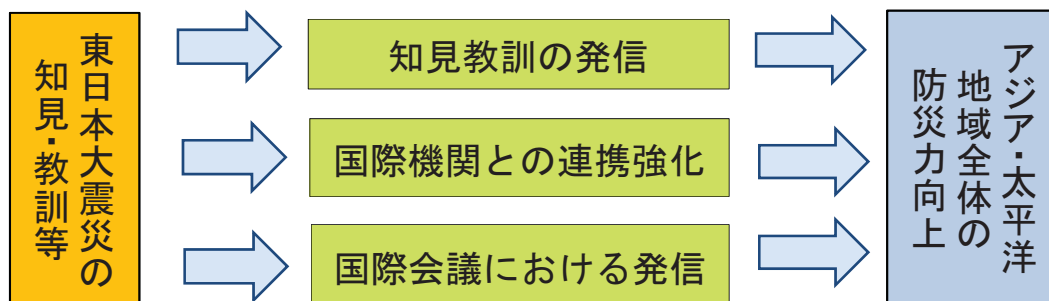 東日本大震災の
知見・教訓等
知見教訓の発信
国際機関との連携強化
国際会議における発信
アジア・太平洋
地域全体の
防災力向上